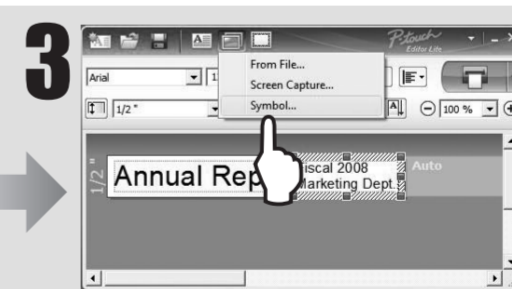 3
P-touch
Editor Lite
From File...
Screen Capture...
Symbol...
Arial
1/2 "
100 %
1/2 "
Annual Rep
iscal 2008
Marketing Dept.
Auto